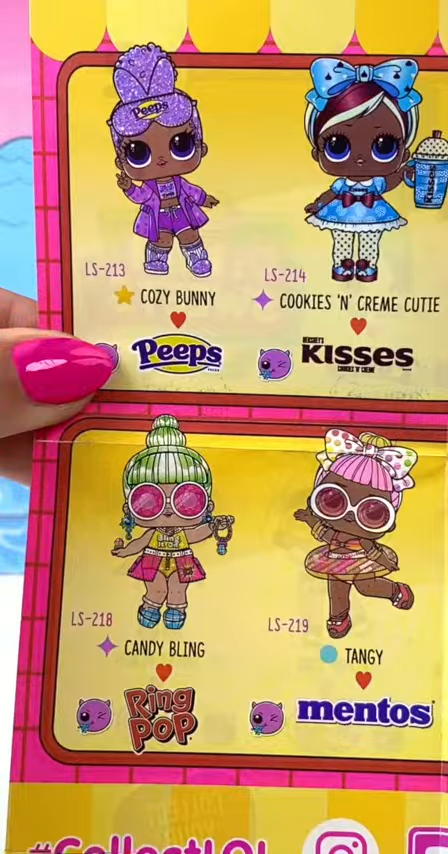 Peeps
LS-213
COZY BUNNY
Peeps
LS-214
COOKIES 'N' CREME CUTIE
HERSHEY'S
KISSES
COOKIES 'N' CREME
LS-218
CANDY BLING
Ring
POP
LS-219
TANGY
mentos
#CollectLOL